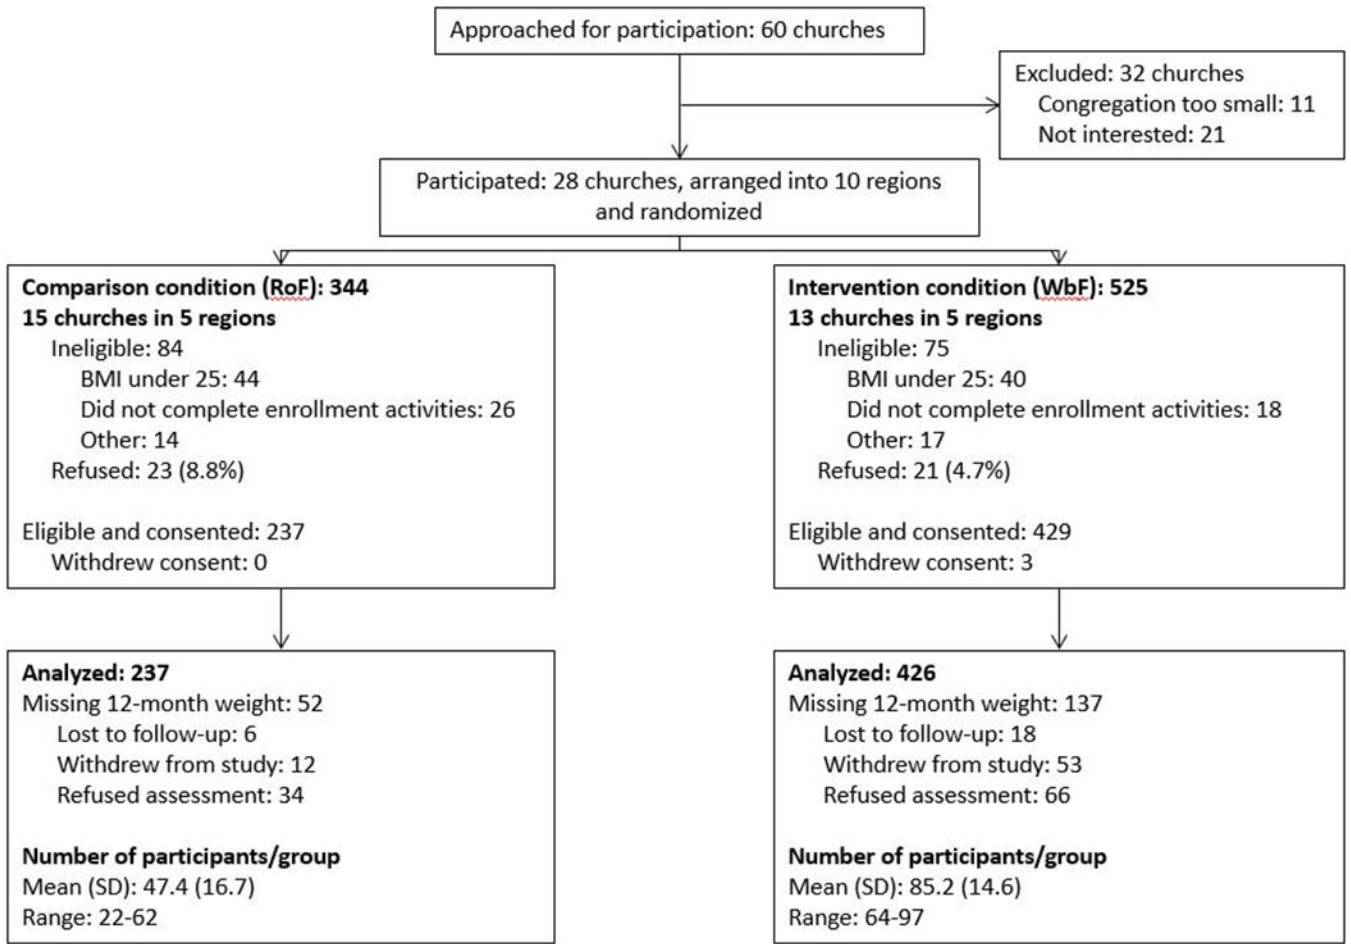 Approached for participation: 60 churches
Excluded: 32 churches
Congregation too small: 11
Not interested: 21
Participated: 28 churches, arranged into 10 regions
and randomized
Comparison condition (RoF): 344
15 churches in 5 regions
Ineligible: 84
BMI under 25: 44
Did not complete enrollment activities: 26
Other: 14
Refused: 23 (8.8%)
Eligible and consented: 237
Withdrew consent: 0
Intervention condition (WbF): 525
13 churches in 5 regions
Ineligible: 75
BMI under 25: 40
Did not complete enrollment activities: 18
Other: 17
Refused: 21 (4.7%)
Eligible and consented: 429
Withdrew consent: 3
Analyzed: 237
Missing 12-month weight: 52
Lost to follow-up: 6
Withdrew from study: 12
Refused assessment: 34
Number of participants/group
Mean (SD): 47.4 (16.7)
Range: 22-62
Analyzed: 426
Missing 12-month weight: 137
Lost to follow-up: 18
Withdrew from study: 53
Refused assessment: 66
Number of participants/group
Mean (SD): 85.2 (14.6)
Range: 64-97